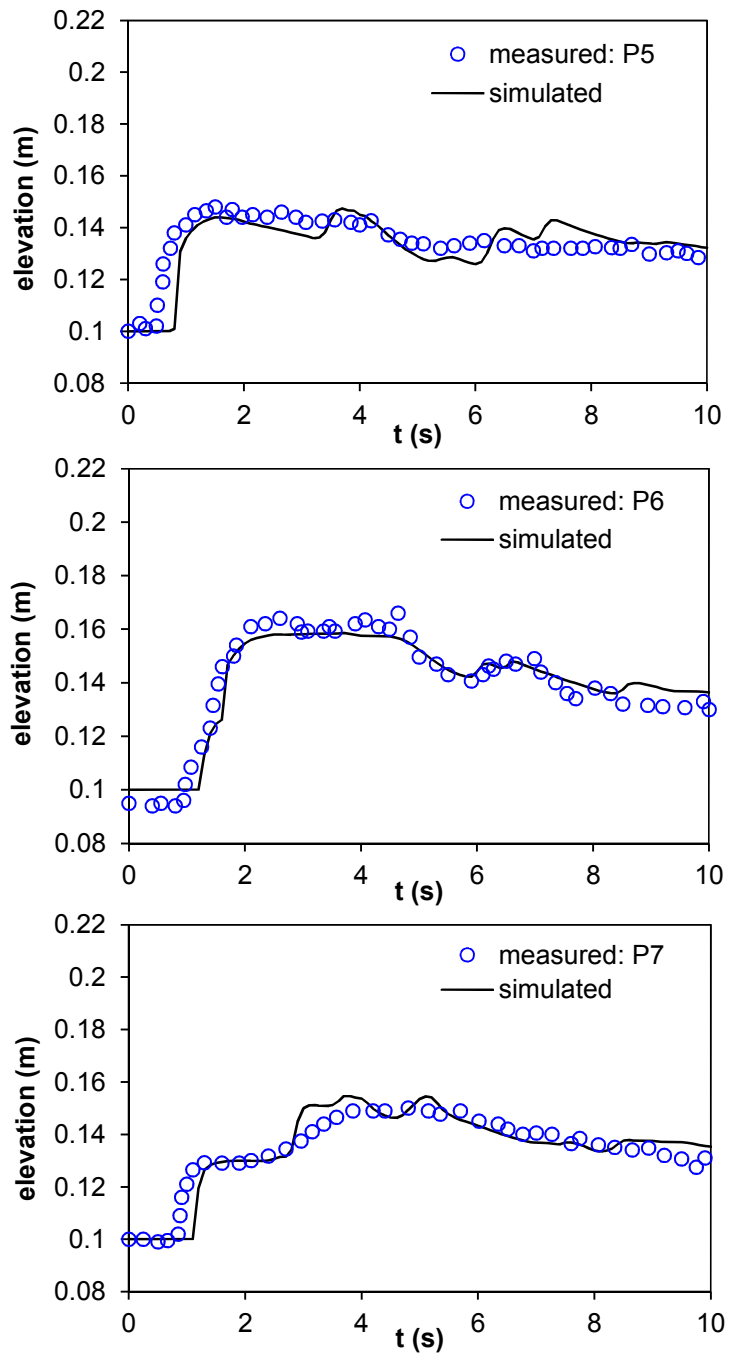 0.22
measured: P5
0.2
simulated
0.18
0.16
0.14
0.12
0.1
0.08
elevation (m)
0 2 4 6 8 10
t (s)
0.22
measured: P6
0.2
simulated
0.18
0.16
0.14
0.12
0.1
0.08
elevation (m)
0 2 4 6 8 10
t (s)
0.22
measured: P7
0.2
simulated
0.18
0.16
0.14
0.12
0.1
0.08
elevation (m)
0 2 4 6 8 10
t (s)